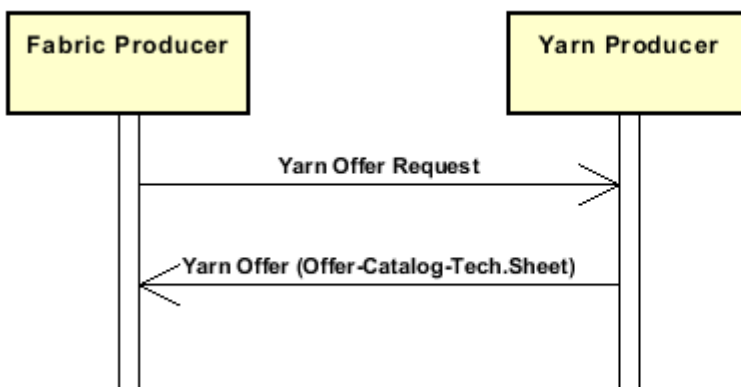 Fabric Producer
Yarn Producer
Yarn Offer Request
Yarn Offer (Offer-Catalog-Tech.Sheet)